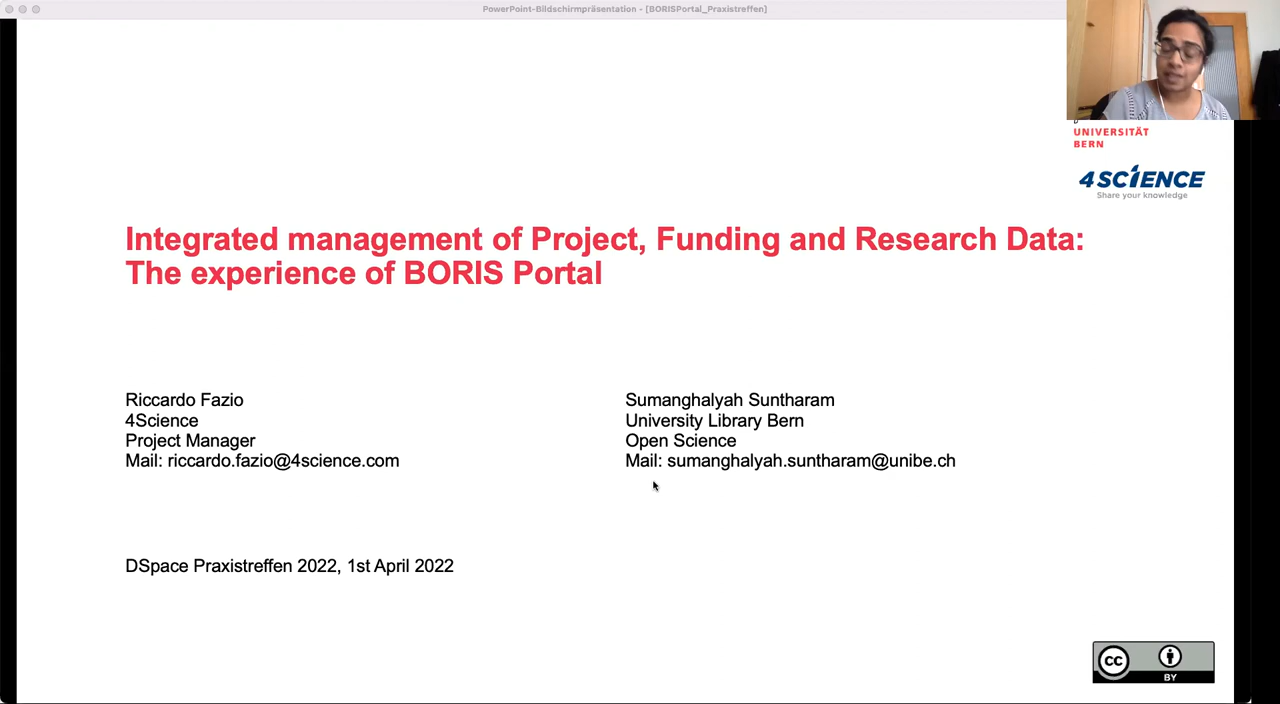 PowerPoint-Bildschirmpräsentation - [BORISPortal_Praxistreffen]
UNIVERSITÄT
BERN
4SCIENCE
Share your knowledge
Integrated management of Project, Funding and Research Data:
The experience of BORIS Portal
Riccardo Fazio
4Science
Project Manager
Mail: riccardo.fazio@4science.com
Sumanghalyah Suntharam
University Library Bern
Open Science
Mail: sumanghalyah.suntharam@unibe.ch
DSpace Praxistreffen 2022, 1st April 2022
cc
BY